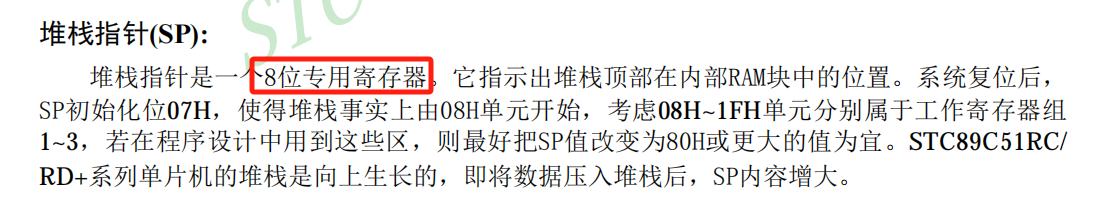 STC
堆栈指针(SP):
堆栈指针是一个8位专用寄存器。它指示出堆栈顶部在内部RAM块中的位置。系统复位后，
SP初始化位07H，使得堆栈事实上由08H单元开始，考虑08H~1FH单元分别属于工作寄存器组
1~3，若在程序设计中用到这些区，则最好把SP值改变为80H或更大的值为宜。STC89C51RC/
RD+系列单片机的堆栈是向上生长的，即将数据压入堆栈后，SP内容增大。